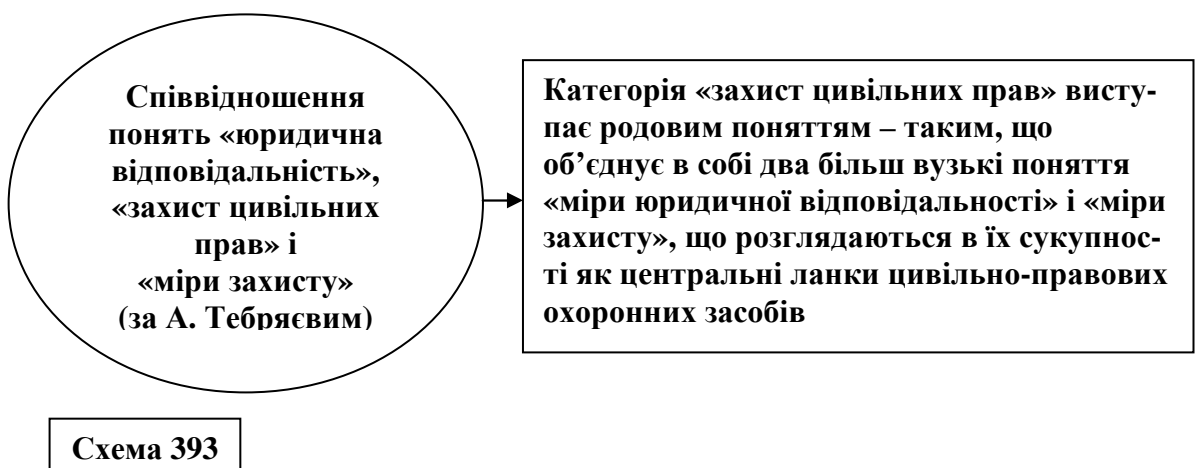 Співвідношення
понять «юридична
відповідальність»,
«захист цивільних
прав» і
«міри захисту»
(за А. Тебряєвим)
Категорія «захист цивільних прав» висту-
пає родовим поняттям – таким, що
об’єднує в собі два більш вузькі поняття
«міри юридичної відповідальності» і «міри
захисту», що розглядаються в їх сукупнос-
ті як центральні ланки цивільно-правових
охоронних засобів
Схема 393